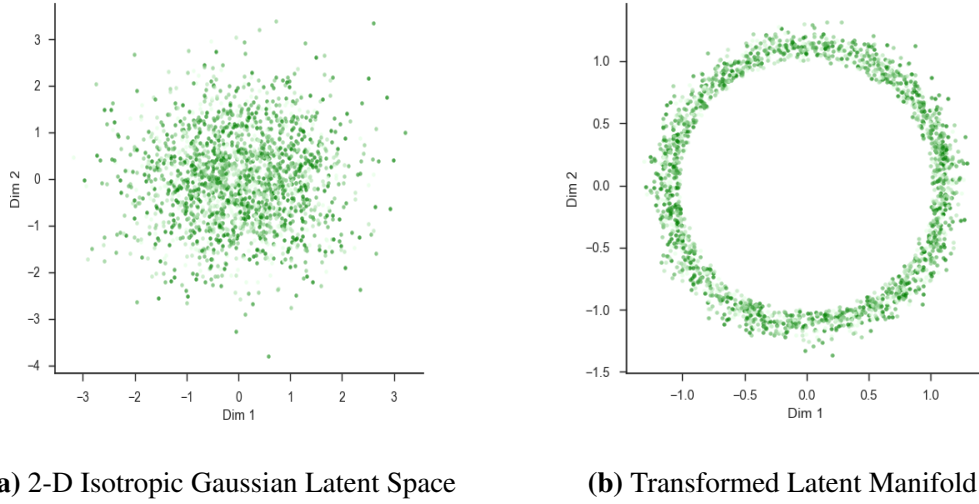 3
2
1
0
−1
−2
−3
−4
Dim 2
−3 −2 −1 0 1 2 3
Dim 1
1.0
0.5
0.0
−0.5
−1.0
−1.5
Dim 2
−1.0 −0.5 0.0 0.5 1.0
Dim 1
a) 2-D Isotropic Gaussian Latent Space
(b) Transformed Latent Manifold